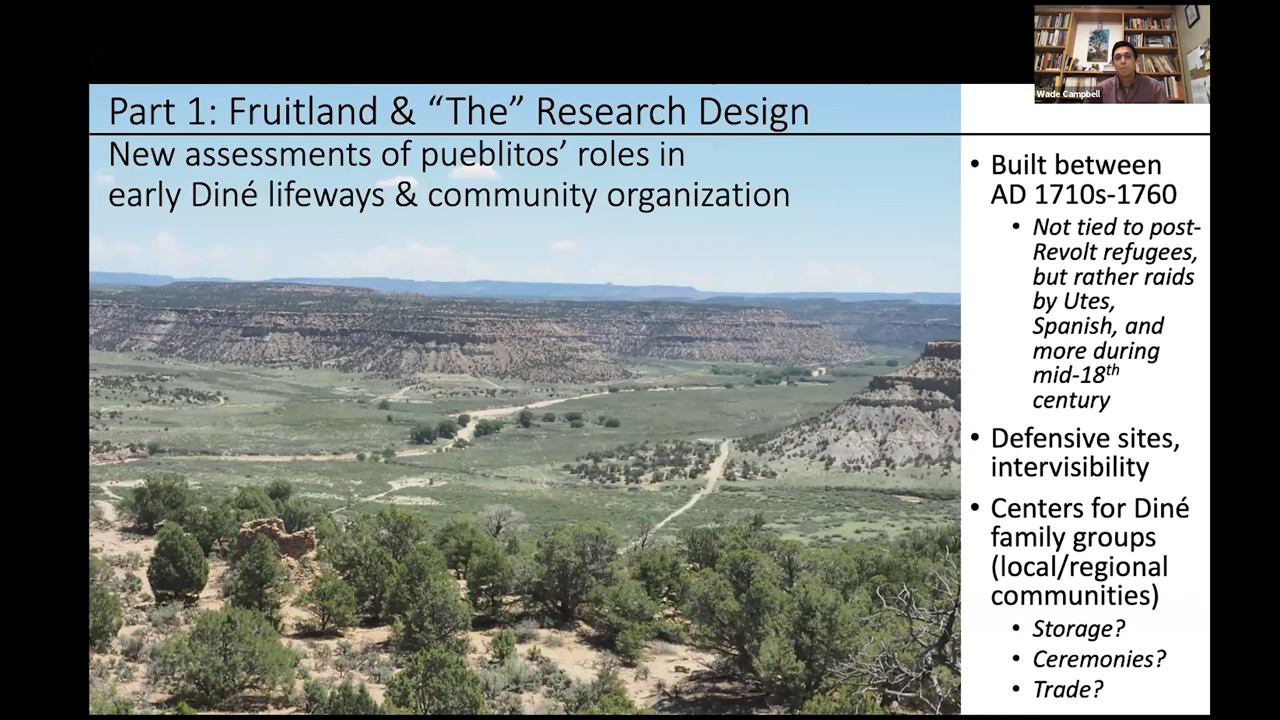 Wade Campbell
Part 1: Fruitland & “The” Research Design
New assessments of pueblitos’ roles in
early Diné lifeways & community organization
• Built between
AD 1710s-1760
• Not tied to post-
Revolt refugees,
but rather raids
by Utes,
Spanish, and
more during
mid-18th
century
• Defensive sites,
intervisibility
• Centers for Diné
family groups
(local/regional
communities)
• Storage?
• Ceremonies?
• Trade?